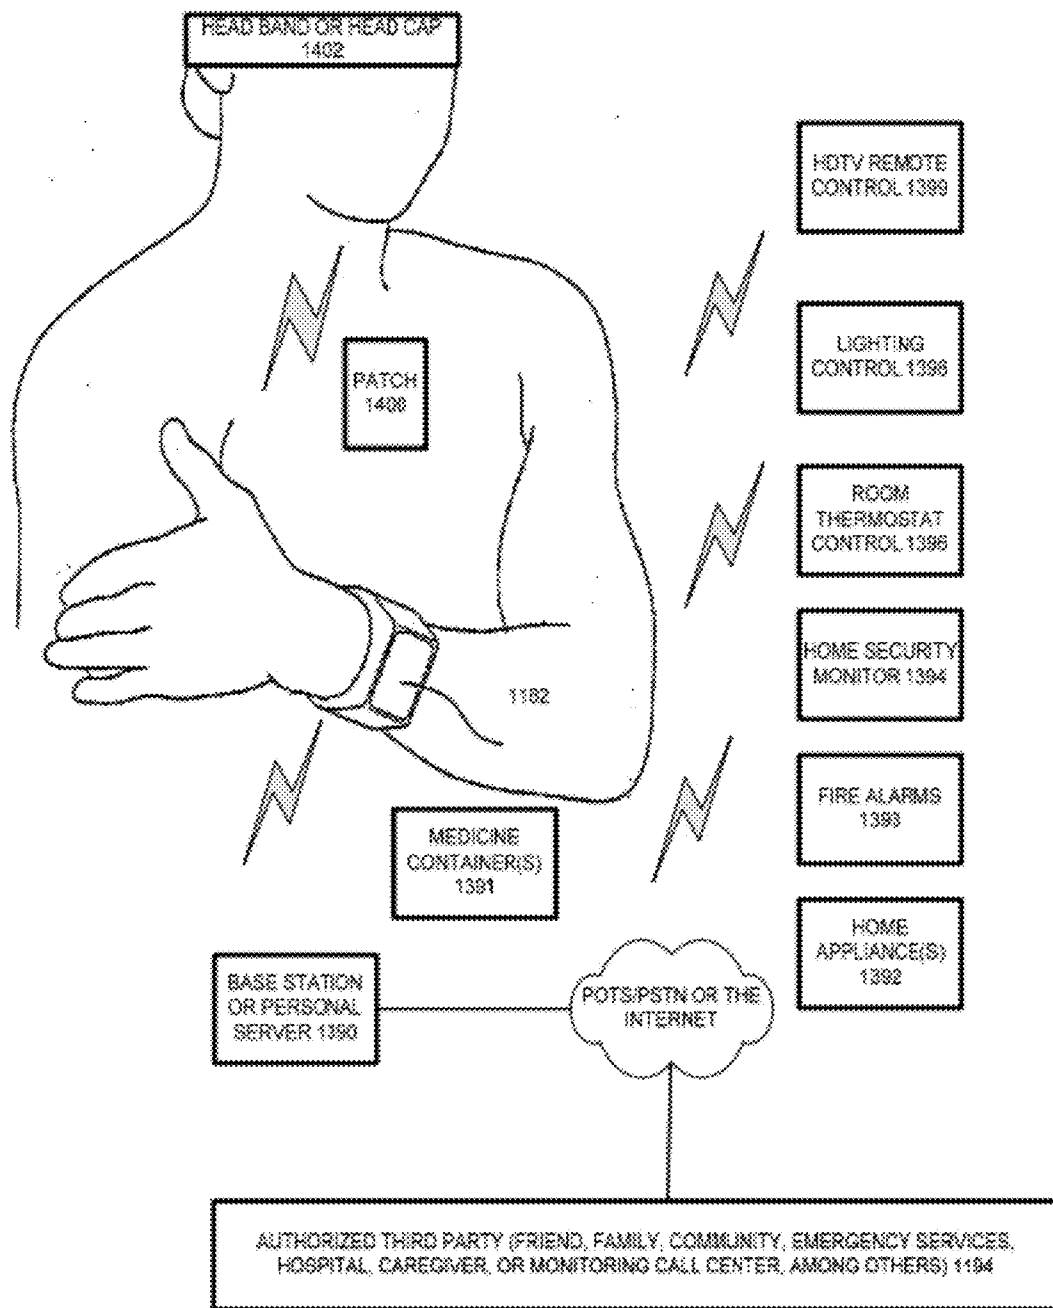 HEAD BAND OR HEAD CAP
1402
HDTV REMOTE
CONTROL 1399
LIGHTING
CONTROL 1398
PATCH
1400
ROOM
THERMOSTAT
CONTROL 1396
HOME SECURITY
MONITOR 1394
1182
FIRE ALARMS
1393
MEDICINE
CONTAINER(S)
1391
HOME
APPLIANCE(S)
1392
BASE STATION
OR PERSONAL
SERVER 1390
POTS/PSTN OR THE
INTERNET
AUTHORIZED THIRD PARTY (FRIEND, FAMILY, COMMUNITY, EMERGENCY SERVICES,
HOSPITAL, CAREGIVER, OR MONITORING CALL CENTER, AMONG OTHERS) 1194